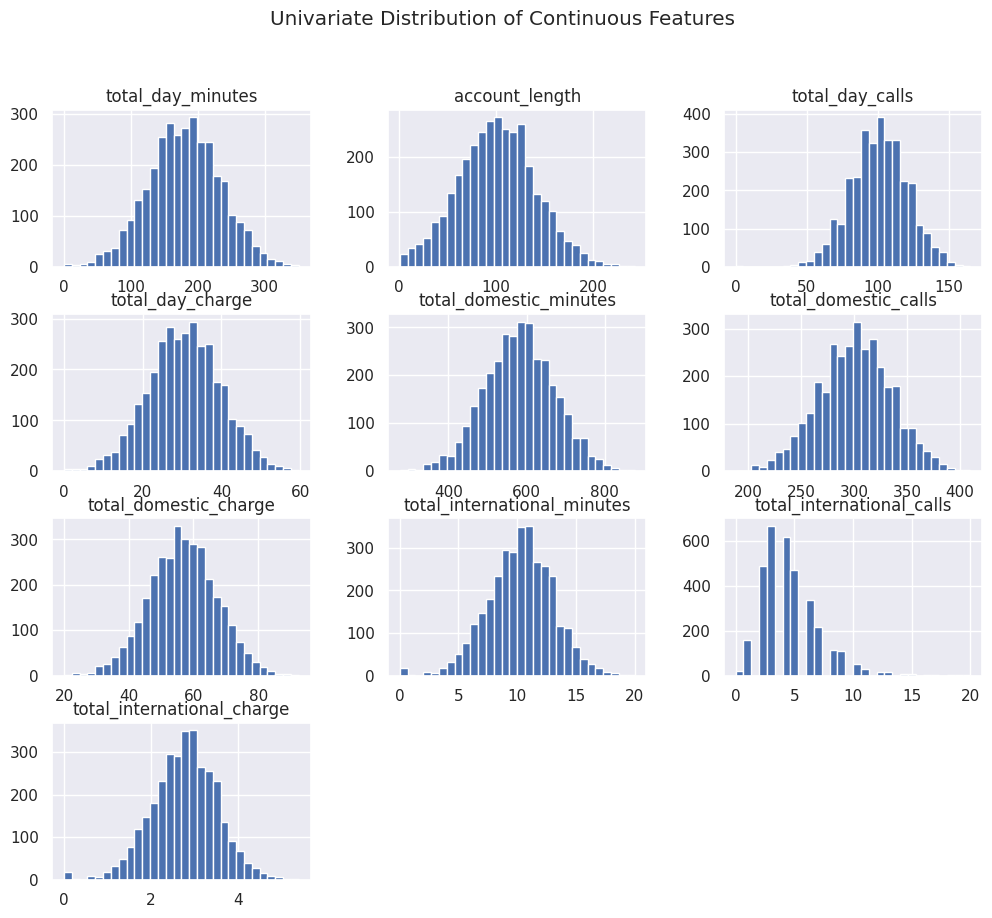 Univariate Distribution of Continuous Features
total_day_minutes
300
200
100
0
0 100 200 300
account_length
200
100
0
0 100 200
total_day_calls
400
300
200
100
0
0 50 100 150
total_day_charge
300
200
100
0
0 20 40 60
total_domestic_minutes
300
200
100
0
400 600 800
total_domestic_calls
300
200
100
0
200 250 300 350 400
total_domestic_charge
300
200
100
0
20 40 60 80
total_international_minutes
300
200
100
0
0 5 10 15 20
total_international_calls
600
400
200
0
0 5 10 15 20
total_international_charge
300
200
100
0
0 2 4